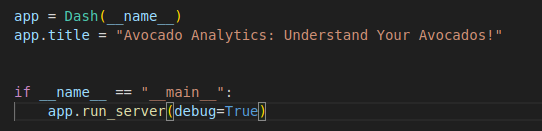 app = Dash(__name__)
app.title = "Avocado Analytics: Understand Your Avocados!"
if __name__ == "__main__":
    app.run_server(debug=True)